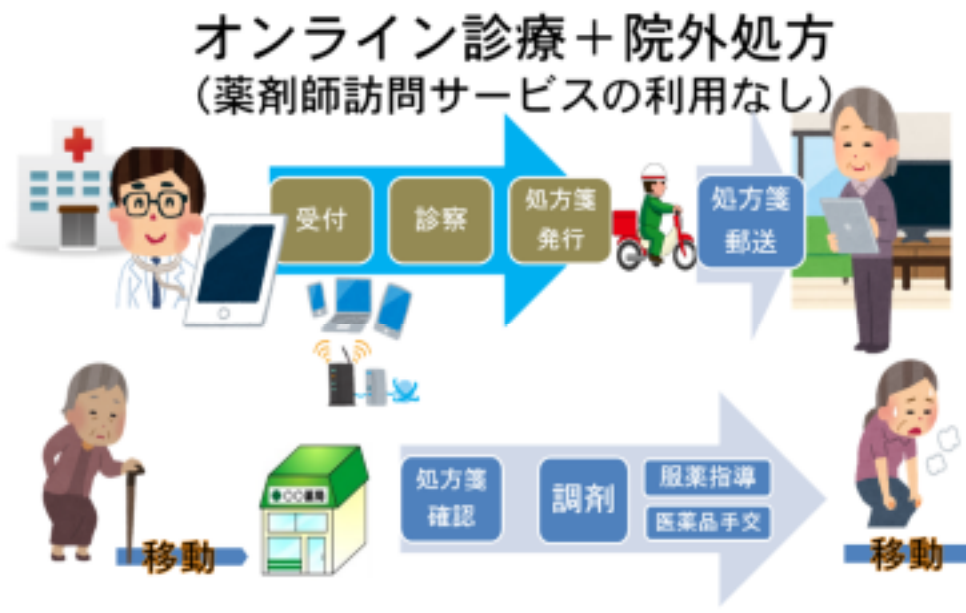 オンライン診療＋院外処方
（薬剤師訪問サービスの利用なし）
受付
診察
処方箋
発行
処方箋
郵送
○○薬局
処方箋
確認
調剤
服薬指導
医薬品手交
移動
移動